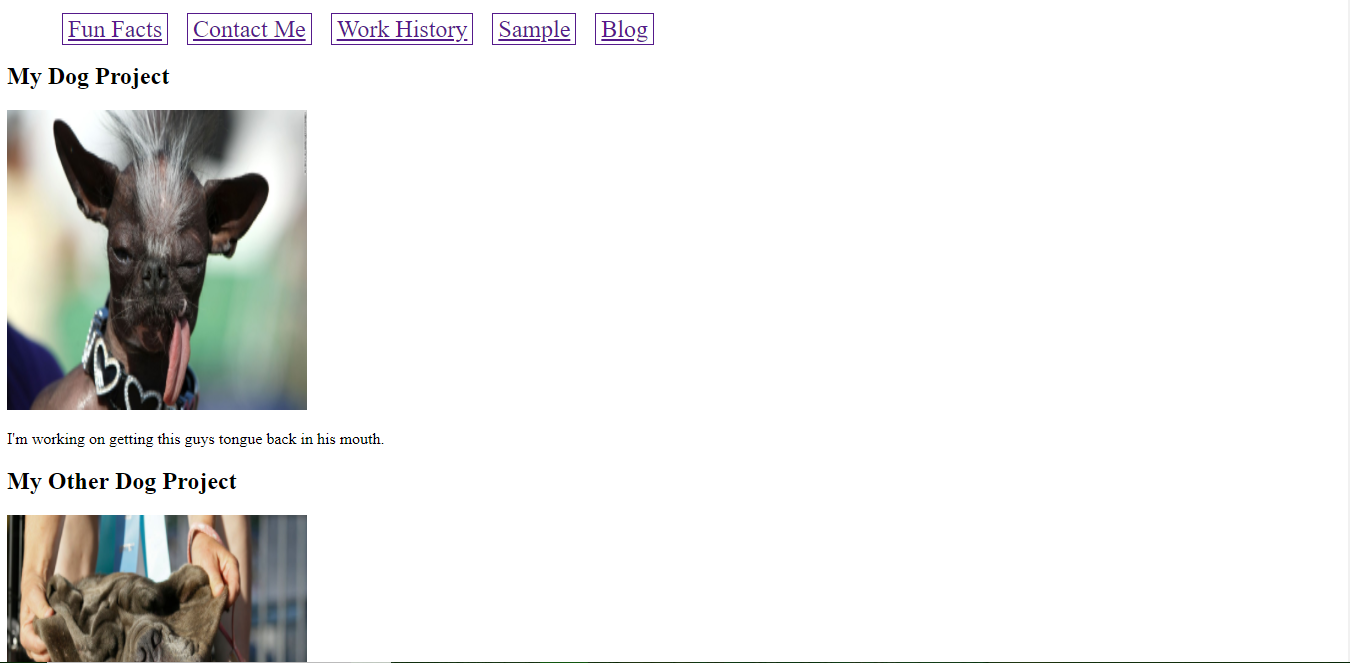 Fun Facts Contact Me Work History Sample Blog
My Dog Project
I'm working on getting this guys tongue back in his mouth.
My Other Dog Project